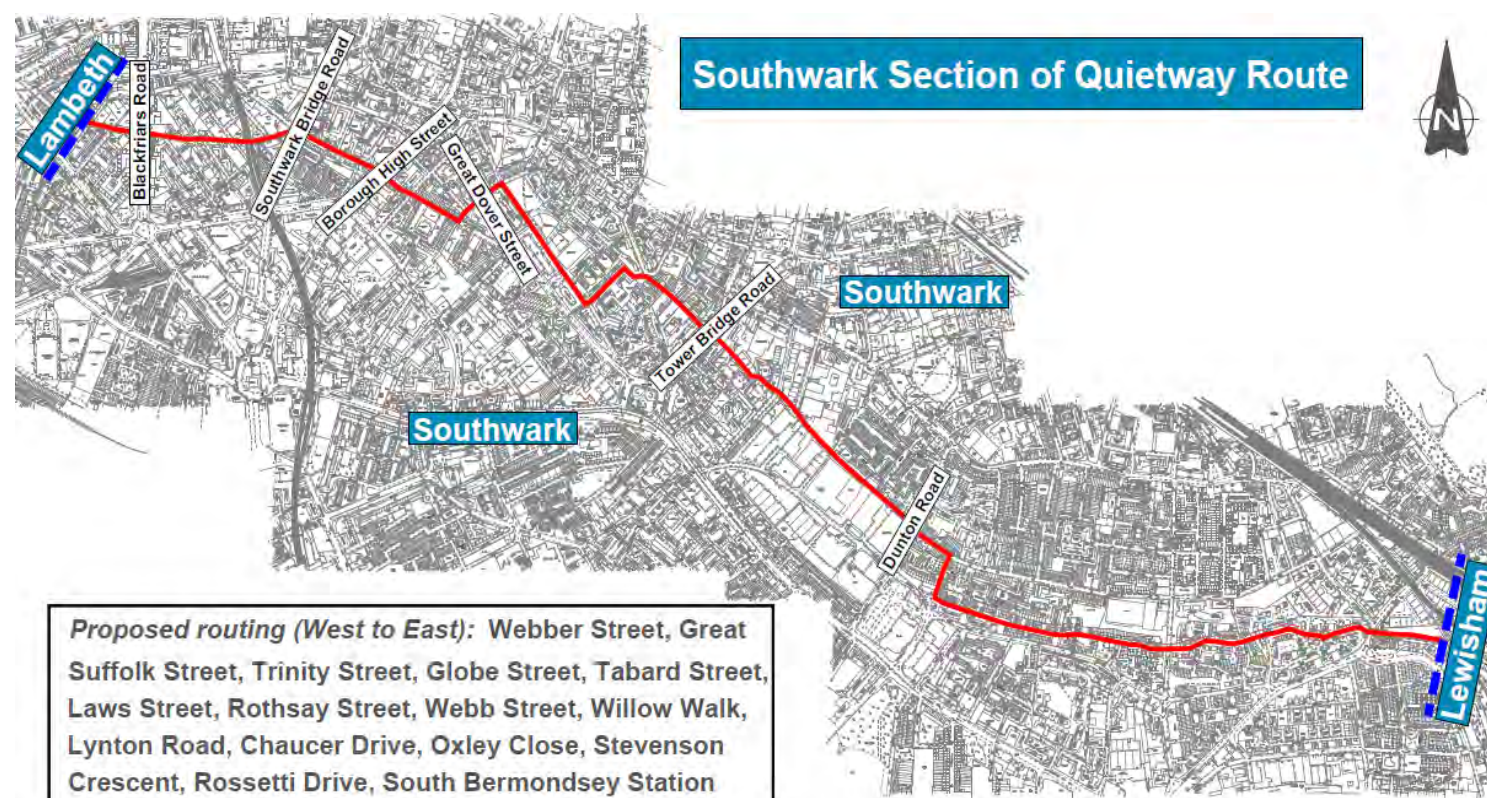 Southwark Section of Quietway Route
N
Lambeth
Blackfriars Road
Southwark Bridge Road
Borough High Street
Great Dover Street
Tower Bridge Road
Southwark
Southwark
Dunton Road
Lewisham
Proposed routing (West to East): Webber Street, Great
Suffolk Street, Trinity Street, Globe Street, Tabard Street,
Laws Street, Rothsay Street, Webb Street, Willow Walk,
Lynton Road, Chaucer Drive, Oxley Close, Stevenson
Crescent, Rossetti Drive, South Bermondsey Station